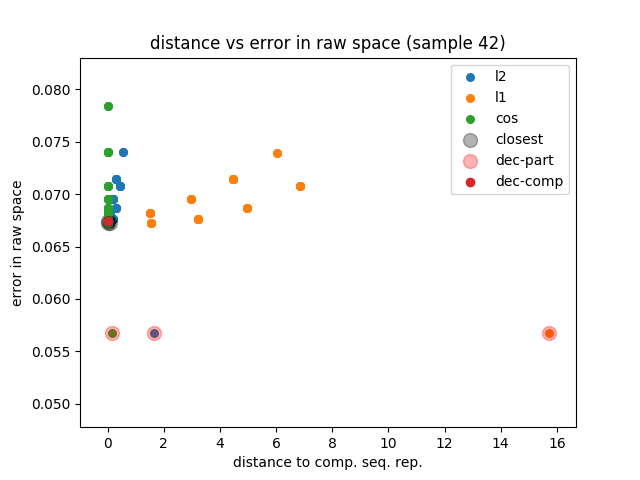 distance vs error in raw space (sample 42)
0.080
0.075
0.070
0.065
0.060
0.055
0.050
error in raw space
l2
l1
cos
closest
dec-part
dec-comp
0 2 4 6 8 10 12 14 16
distance to comp. seq. rep.